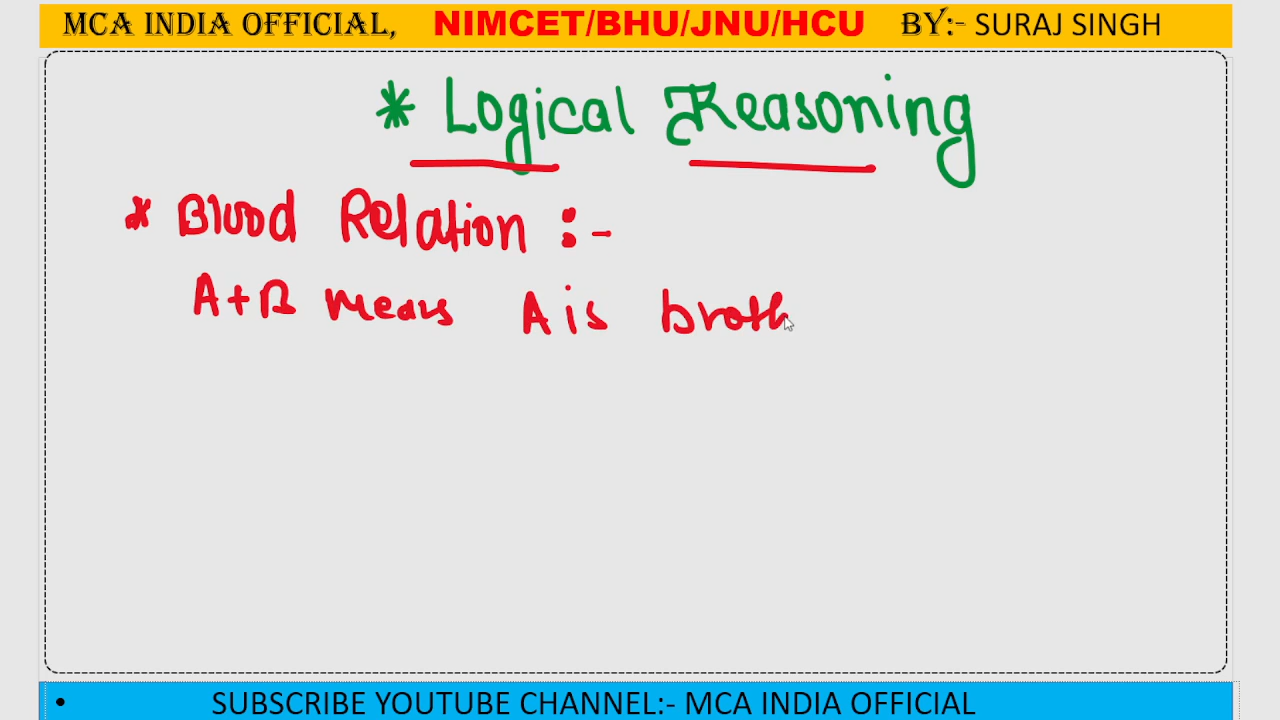 MCA INDIA OFFICIAL, NIMCET/BHU/JNU/HCU BY:- SURAJ SINGH
* Logical Reasoning
* Blood Relation :-
A+B means A is broth
• SUBSCRIBE YOUTUBE CHANNEL:- MCA INDIA OFFICIAL